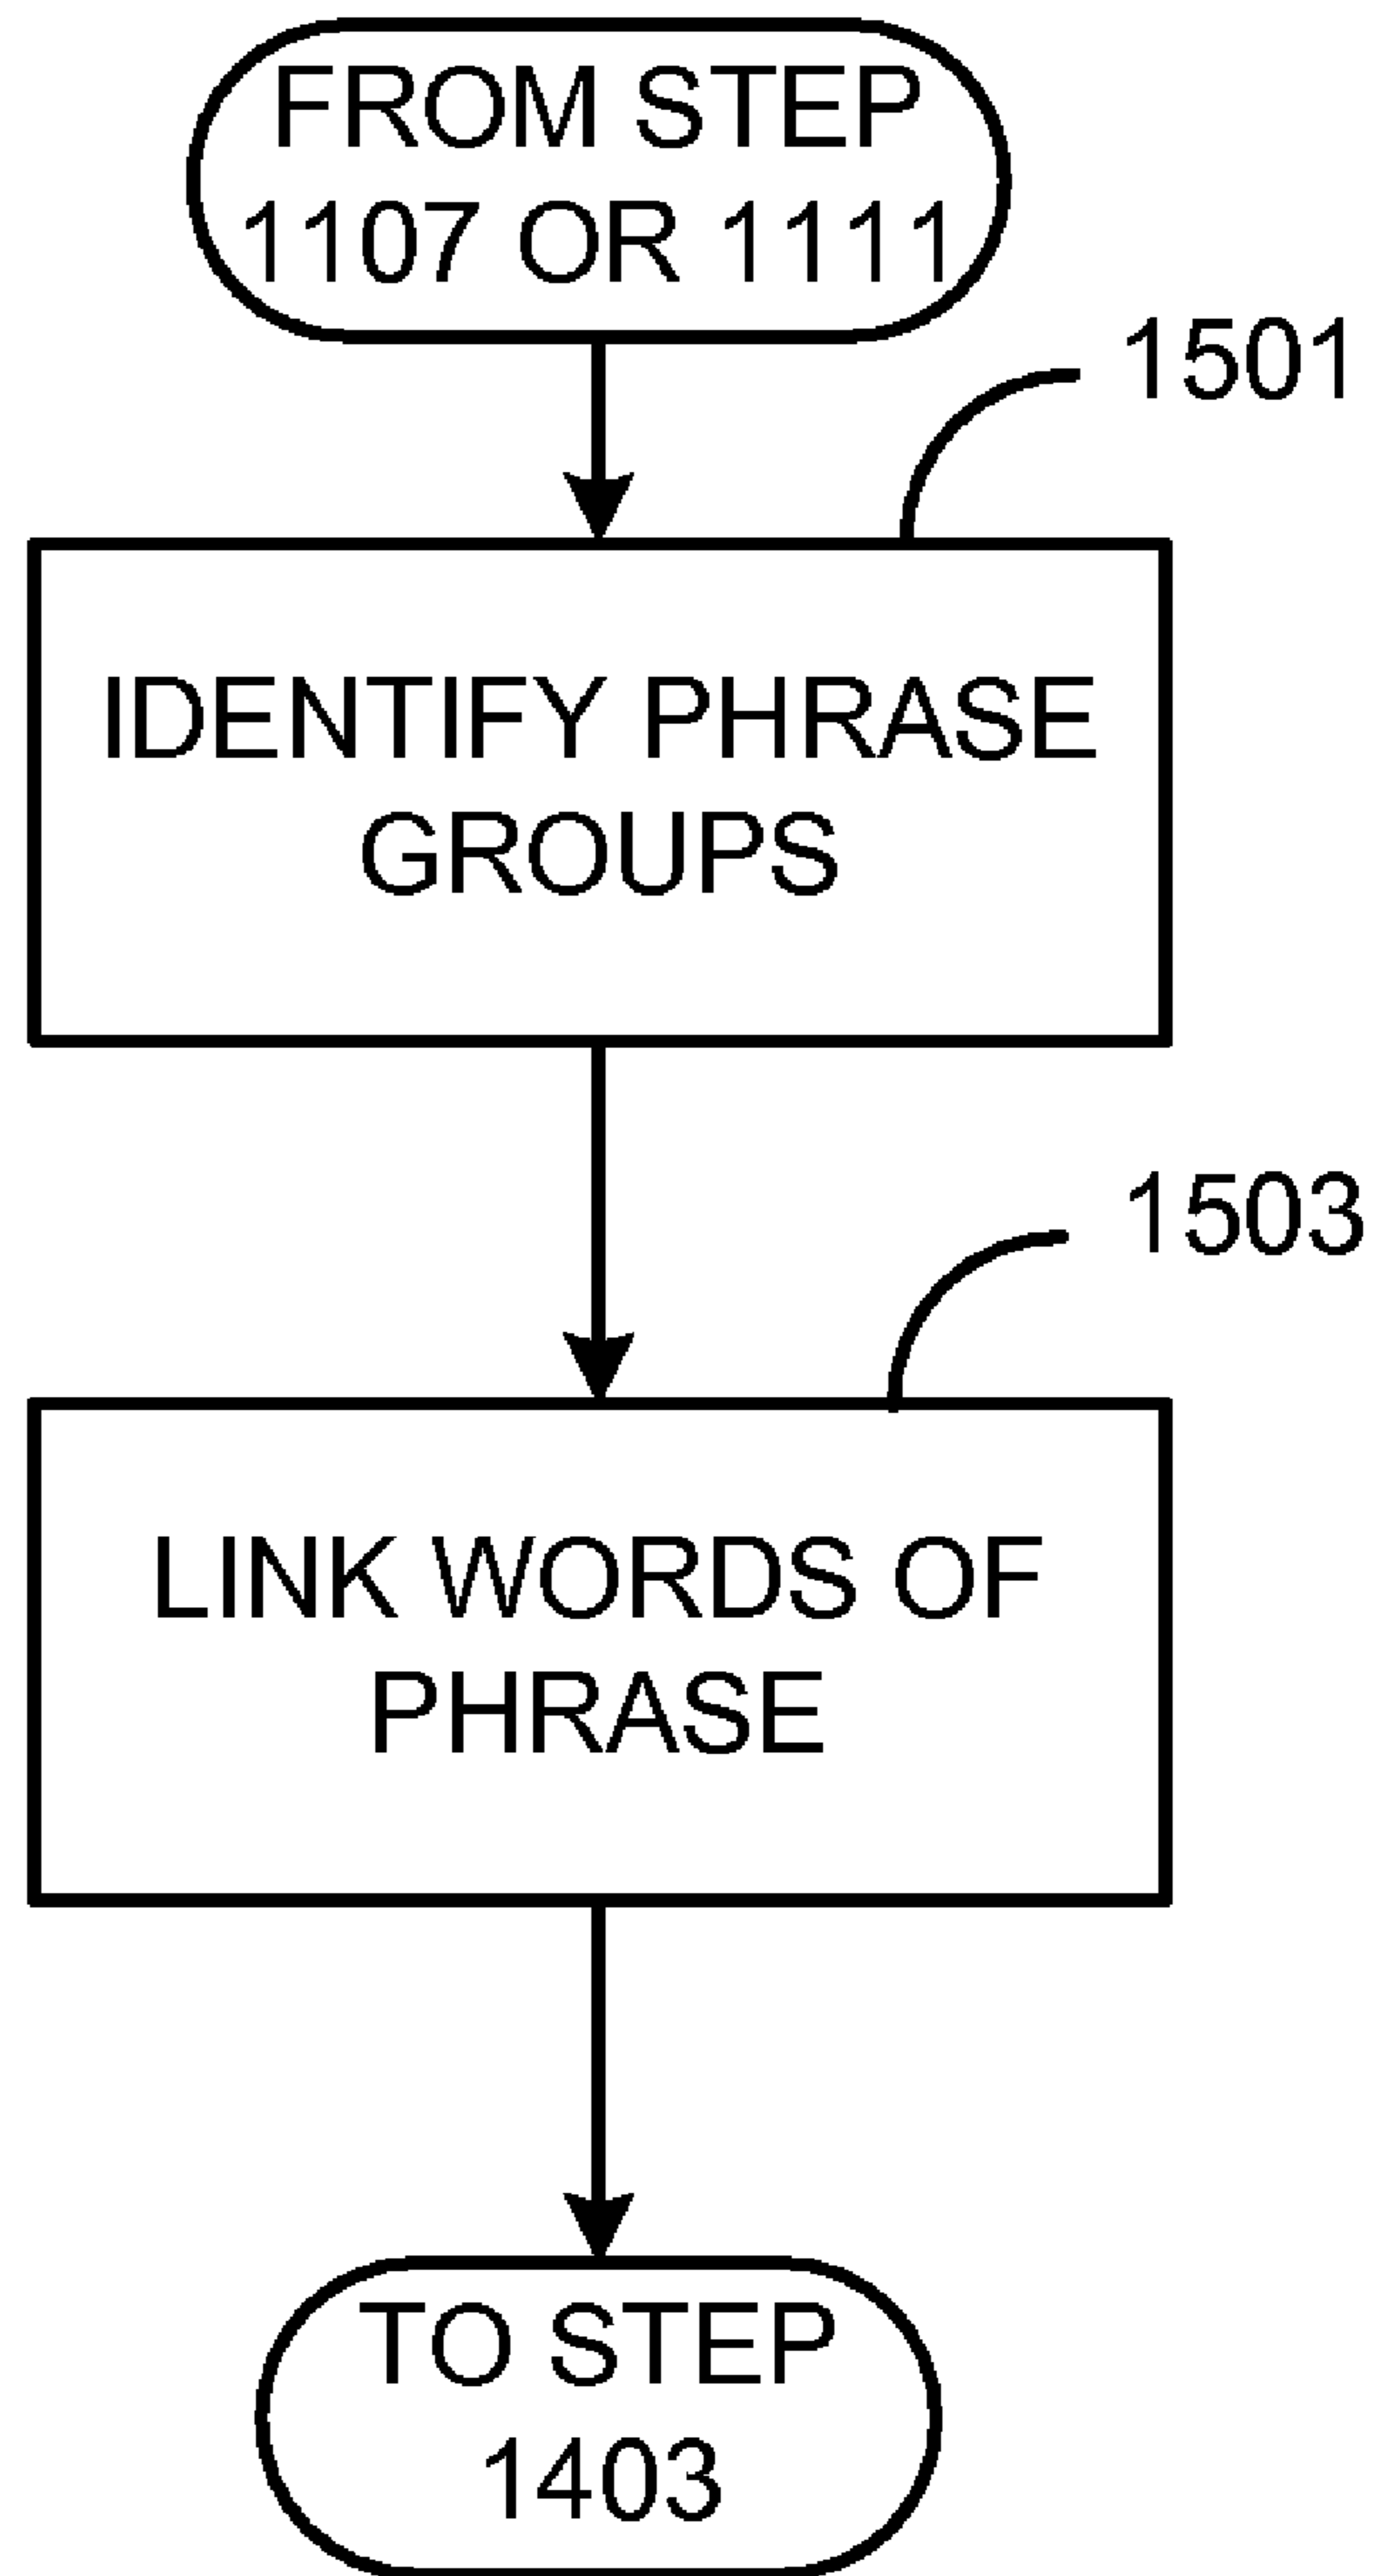 FROM STEP
1107 OR 1111
1501
IDENTIFY PHRASE
GROUPS
1503
LINK WORDS OF
PHRASE
TO STEP
1403